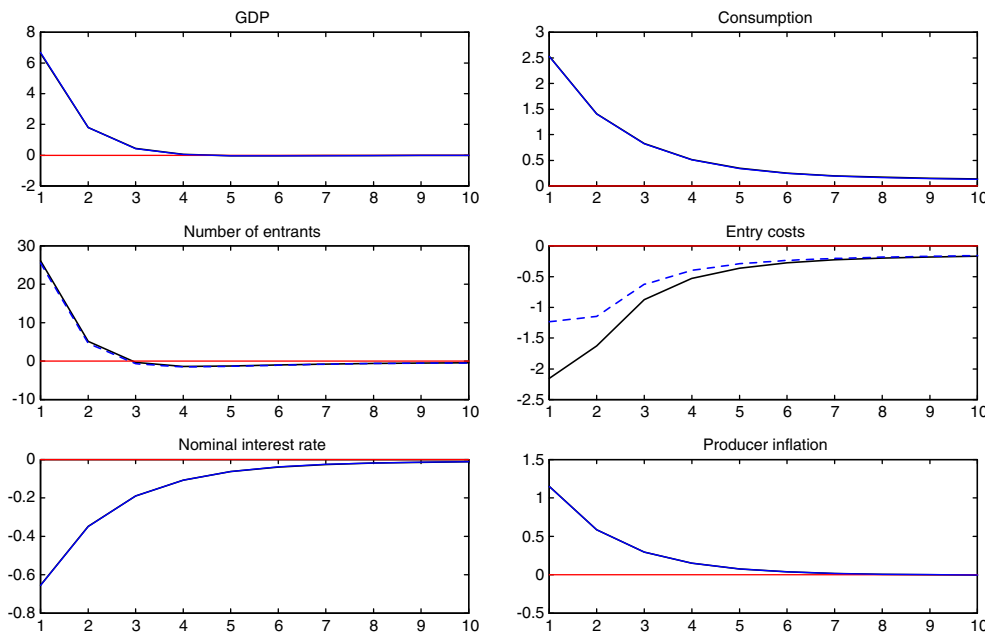 GDP
8
6
4
2
0
-2
1 2 3 4 5 6 7 8 9 10
Consumption
3
2.5
2
1.5
1
0.5
0
1 2 3 4 5 6 7 8 9 10
Number of entrants
30
20
10
0
-10
1 2 3 4 5 6 7 8 9 10
Entry costs
0
-0.5
-1
-1.5
-2
-2.5
1 2 3 4 5 6 7 8 9 10
Nominal interest rate
0
-0.2
-0.4
-0.6
-0.8
1 2 3 4 5 6 7 8 9 10
Producer inflation
1.5
1
0.5
0
-0.5
1 2 3 4 5 6 7 8 9 10